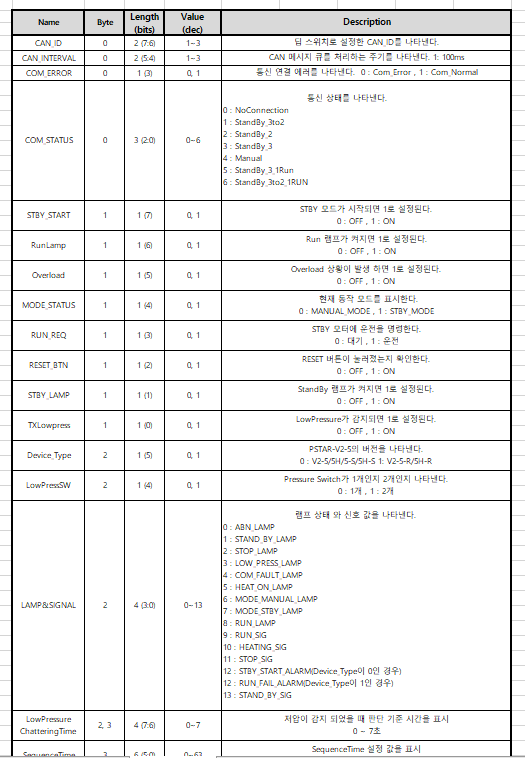 Name Byte Length (bits) Value (dec) Description
CAN_ID 0 2 (7:6) 1~3 딥 스위치로 설정한 CAN_ID를 나타낸다.
CAN_INTERVAL 0 2 (5:4) 1~3 CAN 메시지 큐를 처리하는 주기를 나타낸다. 1: 100ms
COM_ERROR 0 1 (3) 0, 1 통신 연결 에러를 나타낸다. 0 : Com_Error , 1 : Com_Normal
COM_STATUS 0 3 (2:0) 0~6 통신 상태를 나타낸다.
0 : NoConnection
1 : StandBy_3to2
2 : StandBy_2
3 : StandBy_3
4 : Manual
5 : StandBy_3_1Run
6 : StandBy_3to2_1RUN
STBY_START 1 1 (7) 0, 1 STBY 모드가 시작되면 1로 설정된다.
0 : OFF , 1 : ON
RunLamp 1 1 (6) 0, 1 Run 램프가 켜지면 1로 설정된다.
0 : OFF , 1 : ON
Overload 1 1 (5) 0, 1 Overload 상황이 발생 하면 1로 설정된다.
0 : OFF , 1 : ON
MODE_STATUS 1 1 (4) 0, 1 현재 동작 모드를 표시한다.
0 : MANUAL_MODE , 1 : STBY_MODE
RUN_REQ 1 1 (3) 0, 1 STBY 모터에 운전을 명령한다.
0 : 대기 , 1 : 운전
RESET_BTN 1 1 (2) 0, 1 RESET 버튼이 눌러졌는지 확인한다.
0 : OFF , 1 : ON
STBY_LAMP 1 1 (1) 0, 1 StandBy 램프가 켜지면 1로 설정된다.
0 : OFF , 1 : ON
TXLowpress 1 1 (0) 0, 1 LowPressure가 감지되면 1로 설정된다.
0 : OFF , 1 : ON
Device_Type 2 1 (5) 0, 1 PSTAR-V2-5의 버전을 나타낸다.
0 : V2-5/5H/5-S/5H-S 1: V2-5-R/5H-R
LowPressSW 2 1 (4) 0, 1 Pressure Switch가 1개인지 2개인지 나타낸다.
0 : 1개 , 1 : 2개
LAMP&SIGNAL 2 4 (3:0) 0~13 램프 상태 와 신호 값을 나타낸다.
0 : ABN_LAMP
1 : STAND_BY_LAMP
2 : STOP_LAMP
3 : LOW_PRESS_LAMP
4 : COM_FAULT_LAMP
5 : HEAT_ON_LAMP
6 : MODE_MANUAL_LAMP
7 : MODE_STBY_LAMP
8 : RUN_LAMP
9 : RUN_SIG
10 : HEATING_SIG
11 : STOP_SIG
12 : STBY_START_ALARM(Device_Type이 0인 경우)
12 : RUN_FAIL_ALARM(Device_Type이 1인 경우)
13 : STAND_BY_SIG
LowPressure ChatteringTime 2, 3 4 (7:6) 0~7 저압이 감지 되었을 때 판단 기준 시간을 표시
0 ~ 7초
SequenceTime 3 6 (5:0) 0~63 SequenceTime 설정 값을 표시